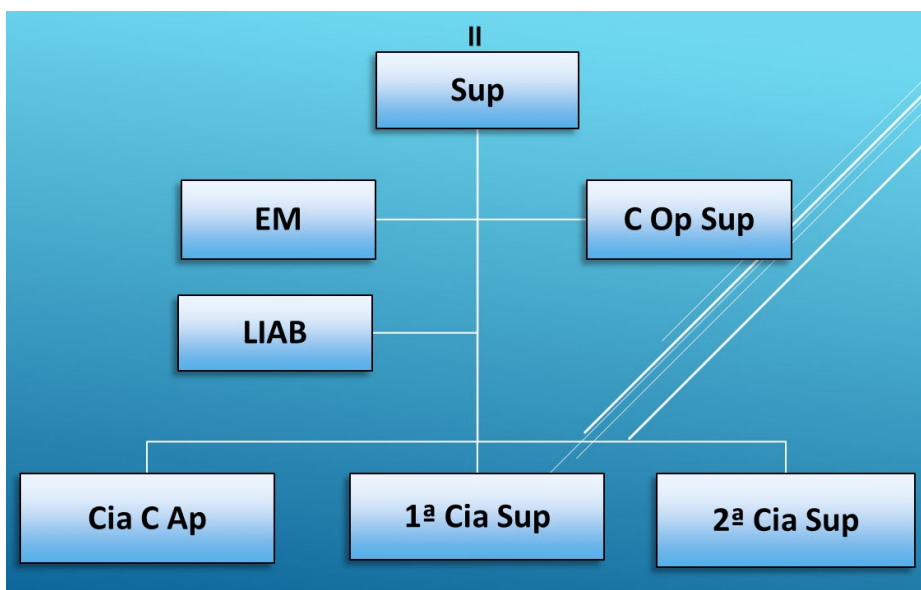 II
Sup
EM
C Op Sup
LIAB
Cia C Ap
1ª Cia Sup
2ª Cia Sup